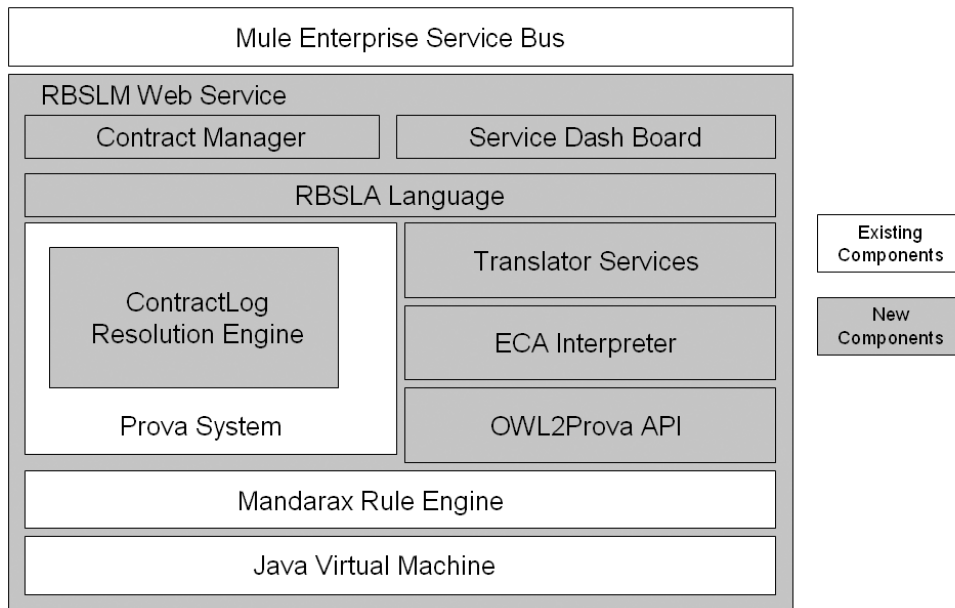 Mule Enterprise Service Bus
RBSLM Web Service
Contract Manager
Service Dash Board
RBSLA Language
ContractLog
Resolution Engine
Prova System
Translator Services
ECA Interpreter
OWL2Prova API
Mandarax Rule Engine
Java Virtual Machine
Existing
Components
New
Components